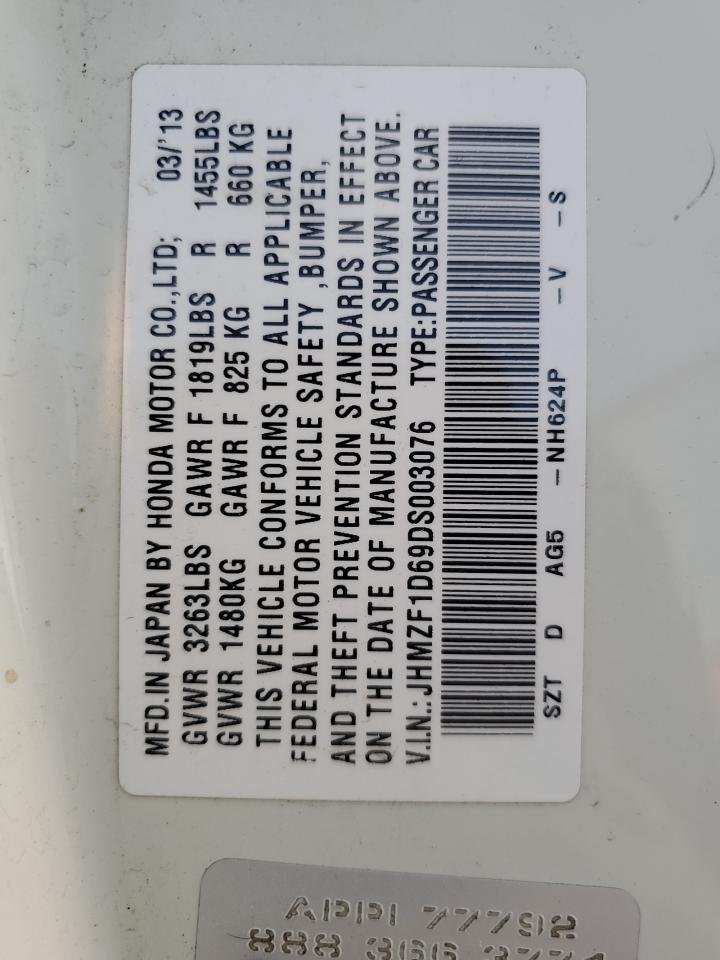 MFD.IN JAPAN BY HONDA MOTOR CO.,LTD; 03/'13
GVWR 3263LBS GAWR F 1819LBS R 1455LBS
GVWR 1480KG GAWR F 825 KG R 660 KG
THIS VEHICLE CONFORMS TO ALL APPLICABLE
FEDERAL MOTOR VEHICLE SAFETY ,BUMPER,
AND THEFT PREVENTION STANDARDS IN EFFECT
ON THE DATE OF MANUFACTURE SHOWN ABOVE.
V.I.N.: JHMZF1D69DS003076 TYPE:PASSENGER CAR
SZT D AG5 – NH624P –V –S
77792